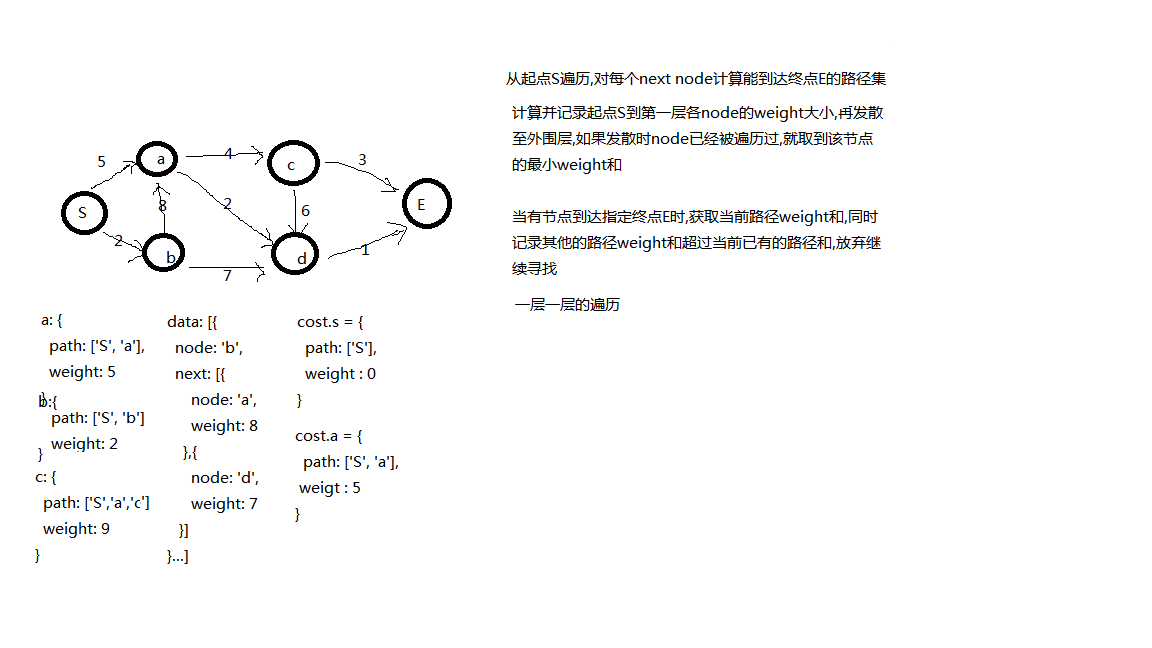 从起点S遍历,对每个next node计算能到达终点E的路径集
计算并记录起点S到第一层各node的weight大小,再发散
至外围层,如果发散时node已经被遍历过,就取到该节点
的最小weight和
当有节点到达指定终点E时,获取当前路径weight和,同时
记录其他的路径weight和超过当前已有的路径和,放弃继
续寻找
一层一层的遍历
5
a
4
c
3
S
8
2
6
E
2
b
7
d
1
a: {
path: ['S', 'a'],
weight: 5
}
b:{
path: ['S', 'b']
weight: 2
}
c: {
path: ['S','a','c']
weight: 9
}
data: [{
node: 'b',
next: [{
node: 'a',
weight: 8
},{
node: 'd',
weight: 7
}]
}...]
cost.s = {
path: ['S'],
weight : 0
}
cost.a = {
path: ['S', 'a'],
weigt : 5
}